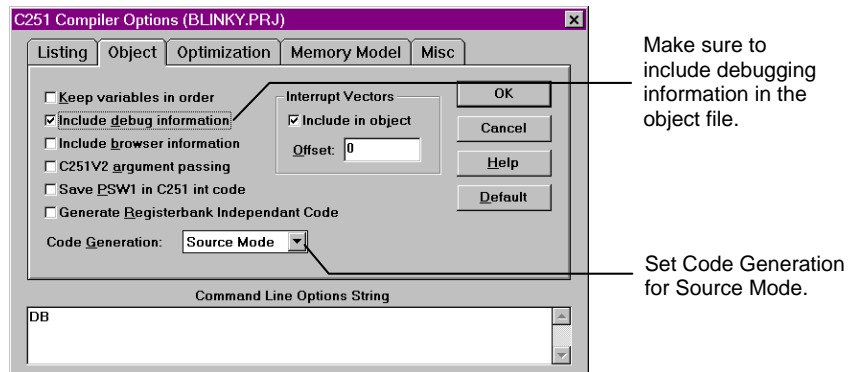 C251 Compiler Options (BLINKY.PRJ)
Listing Object Optimization Memory Model Misc
Keep variables in order
Include debug information
Include browser information
C251V2 argument passing
Save PSW1 in C251 int code
Generate Registerbank Independant Code
Code Generation: Source Mode
Interrupt Vectors
Include in object
Offset: 0
OK
Cancel
Help
Default
Command Line Options String
DB
Make sure to
include debugging
information in the
object file.
Set Code Generation
for Source Mode.